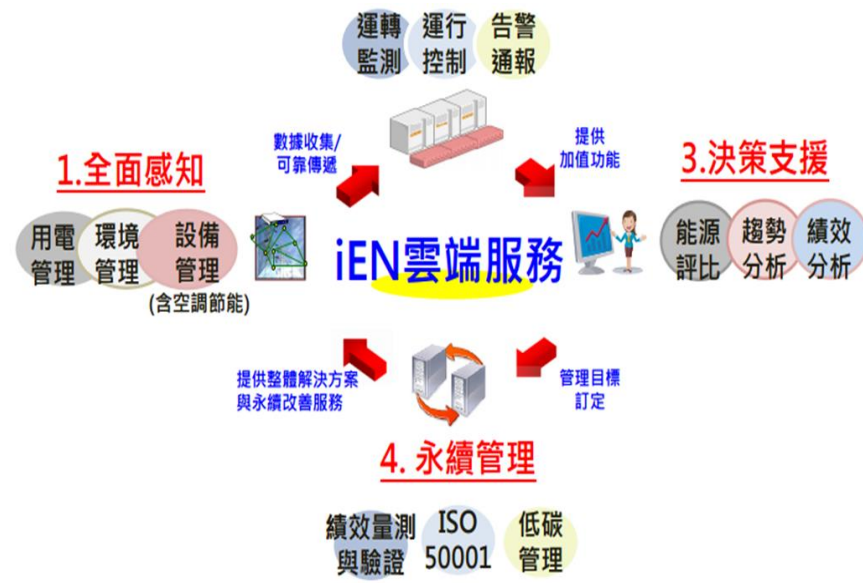 運轉監測
運行控制
告警通報
數據收集/
可靠傳遞
提供
加值功能
1.全面感知
3.決策支援
用電管理
環境管理
設備管理
(含空調節能)
iEN雲端服務
能源評比
趨勢分析
績效分析
提供整體解決方案
與永續改善服務
管理目標
訂定
4. 永續管理
績效量測
與驗證
ISO
50001
低碳
管理